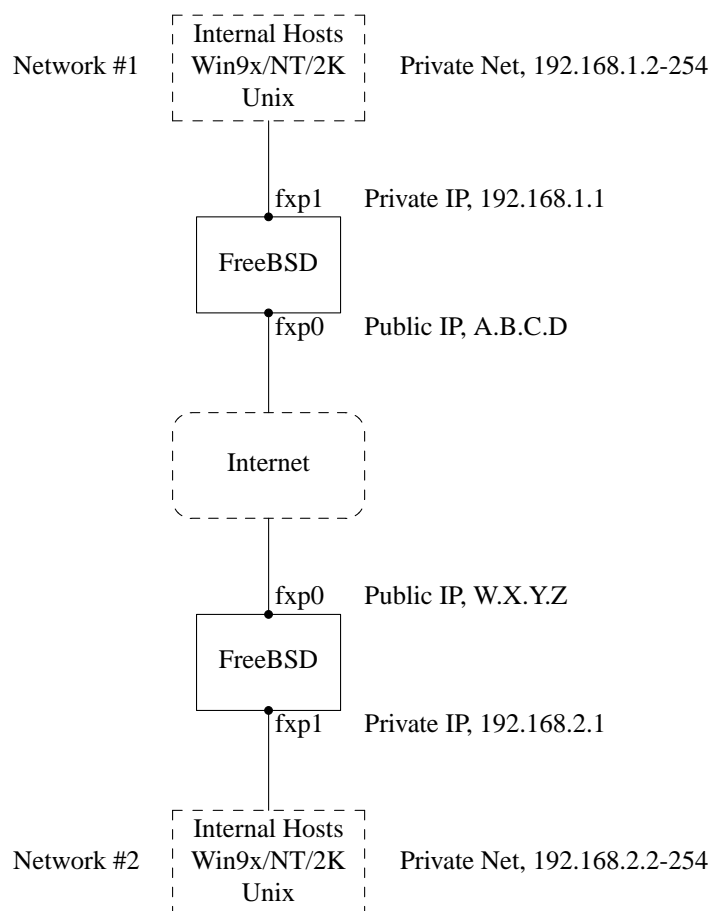 Internal Hosts
Network #1 Win9x/NT/2K Private Net, 192.168.1.2-254
Unix
fxp1 Private IP, 192.168.1.1
FreeBSD
fxp0 Public IP, A.B.C.D
Internet
fxp0 Public IP, W.X.Y.Z
FreeBSD
fxp1 Private IP, 192.168.2.1
Internal Hosts
Network #2 Win9x/NT/2K Private Net, 192.168.2.2-254
Unix